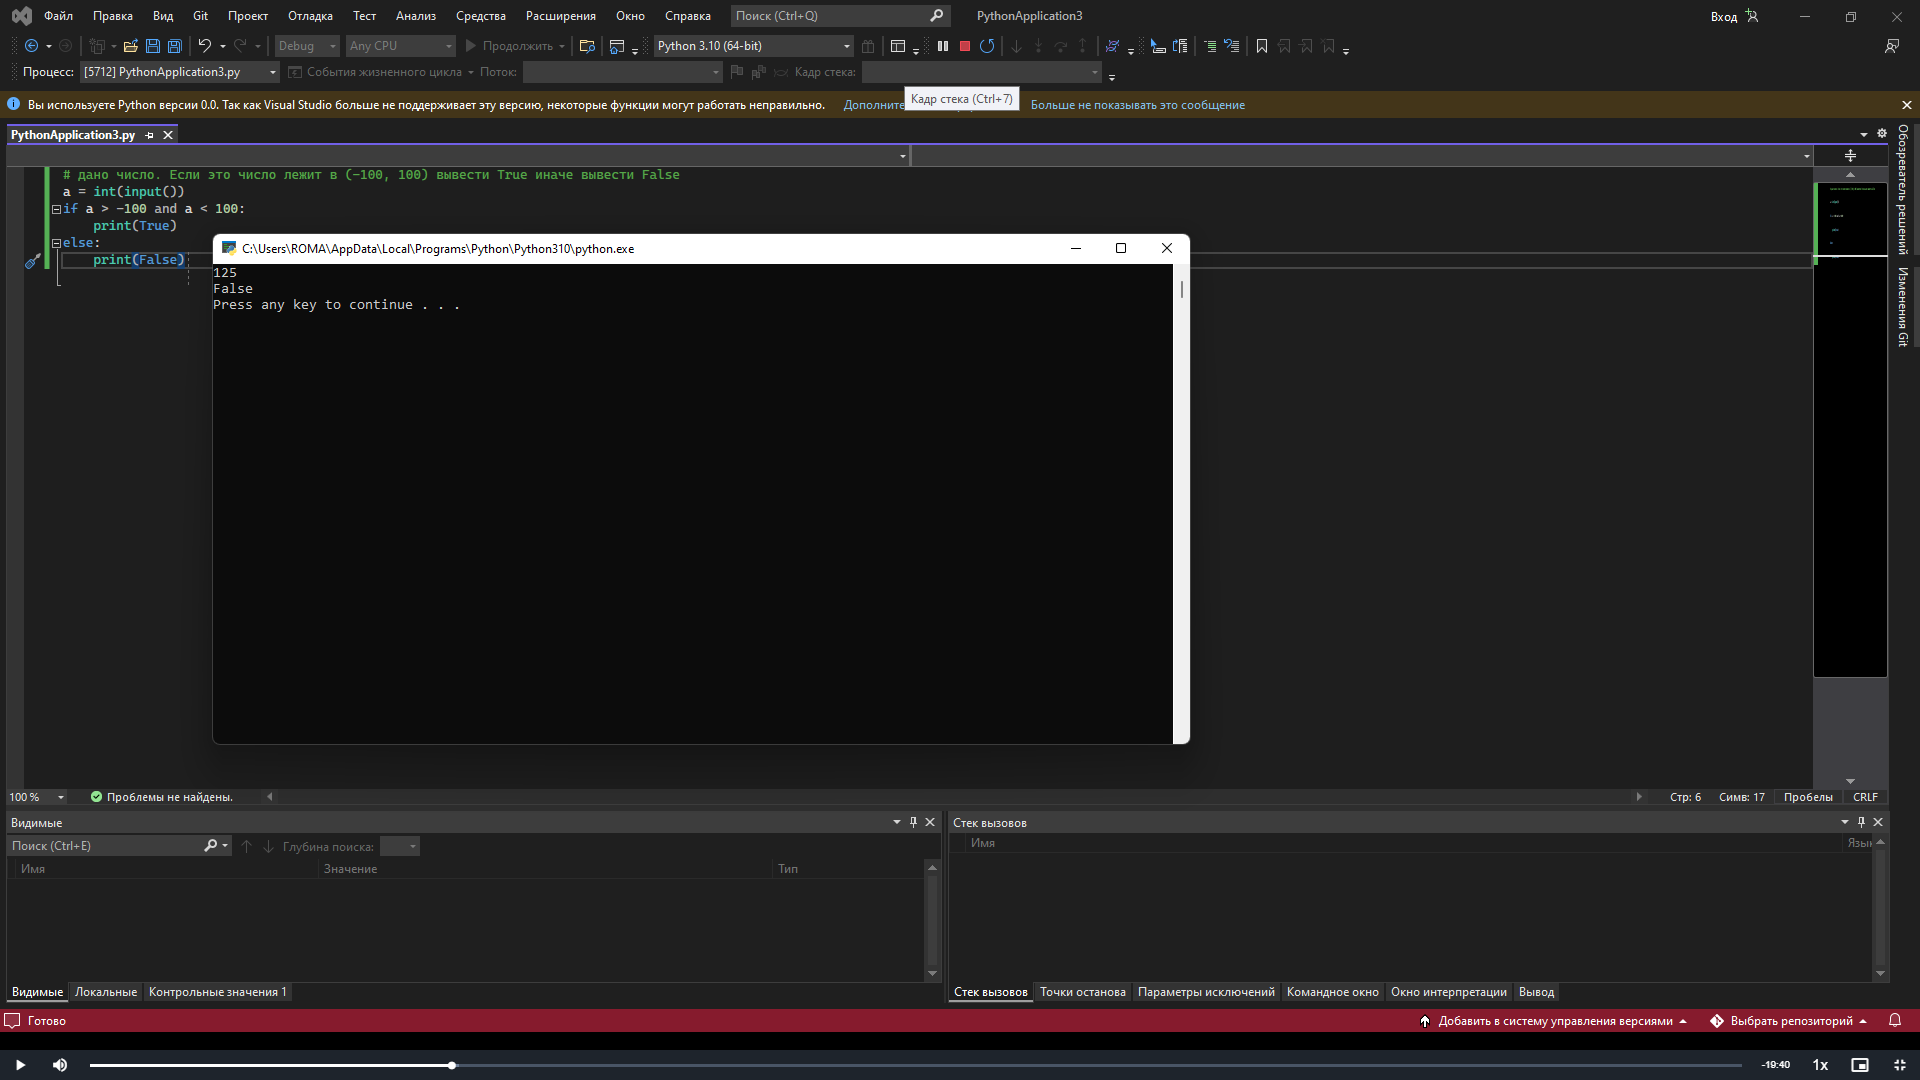 Файл Правка Вид Git Проект Отладка Тест Анализ Средства Расширения Окно Справка Поиск (Ctrl+Q) PythonApplication3 Вход
Debug Any CPU Продолжить Python 3.10 (64-bit)
Процесс: [5712] PythonApplication3.py События жизненного цикла Поток: Кадр стека:
Вы используете Python версии 0.0. Так как Visual Studio больше не поддерживает эту версию, некоторые функции могут работать неправильно. Дополните Кадр стека (Ctrl+7) Больше не показывать это сообщение
PythonApplication3.py
# дано число. Если это число лежит в (-100, 100) вывести True иначе вывести False
a = int(input())
if a > -100 and a < 100:
print(True)
else:
print(False)
C:\Users\ROMA\AppData\Local\Programs\Python\Python310\python.exe
125
False
Press any key to continue . . .
Обозреватель решений
Изменения Git
100 % Проблемы не найдены. Стр: 6 Симв: 17 Пробелы CRLF
Видимые
Поиск (Ctrl+E) Глубина поиска:
Имя Значение Тип
Видимые Локальные Контрольные значения 1
Стек вызовов
Имя Язык
Стек вызовов Точки останова Параметры исключений Командное окно Окно интерпретации Вывод
Готово Добавить в систему управления версиями Выбрать репозиторий
-19:40 1x